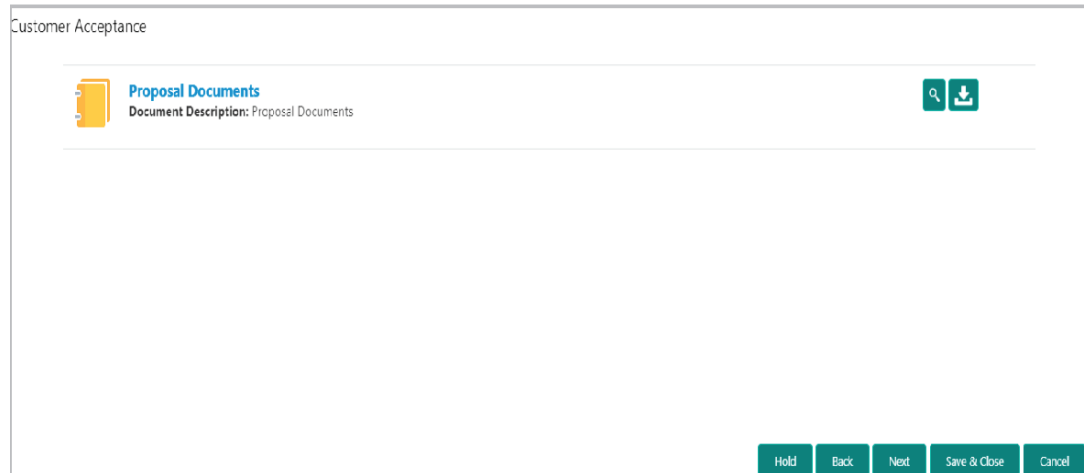 Customer Acceptance
Proposal Documents
Document Description: Proposal Documents
Hold Back Next Save & Close Cancel